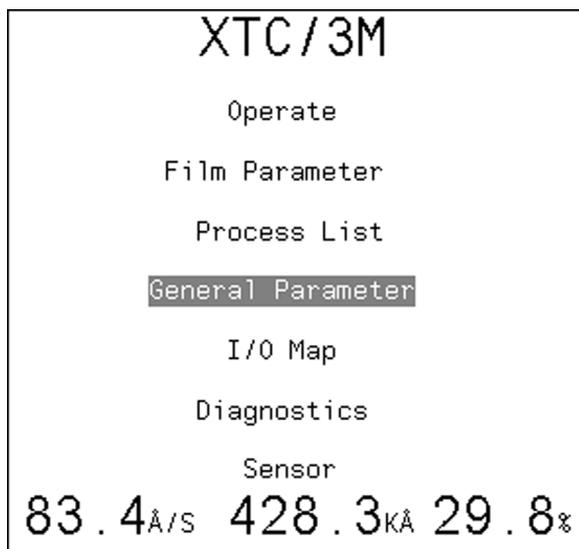 XTC/3M
Operate
Film Parameter
Process List
General Parameter
I/O Map
Diagnostics
Sensor
83.4Å/S 428.3KÅ 29.8%